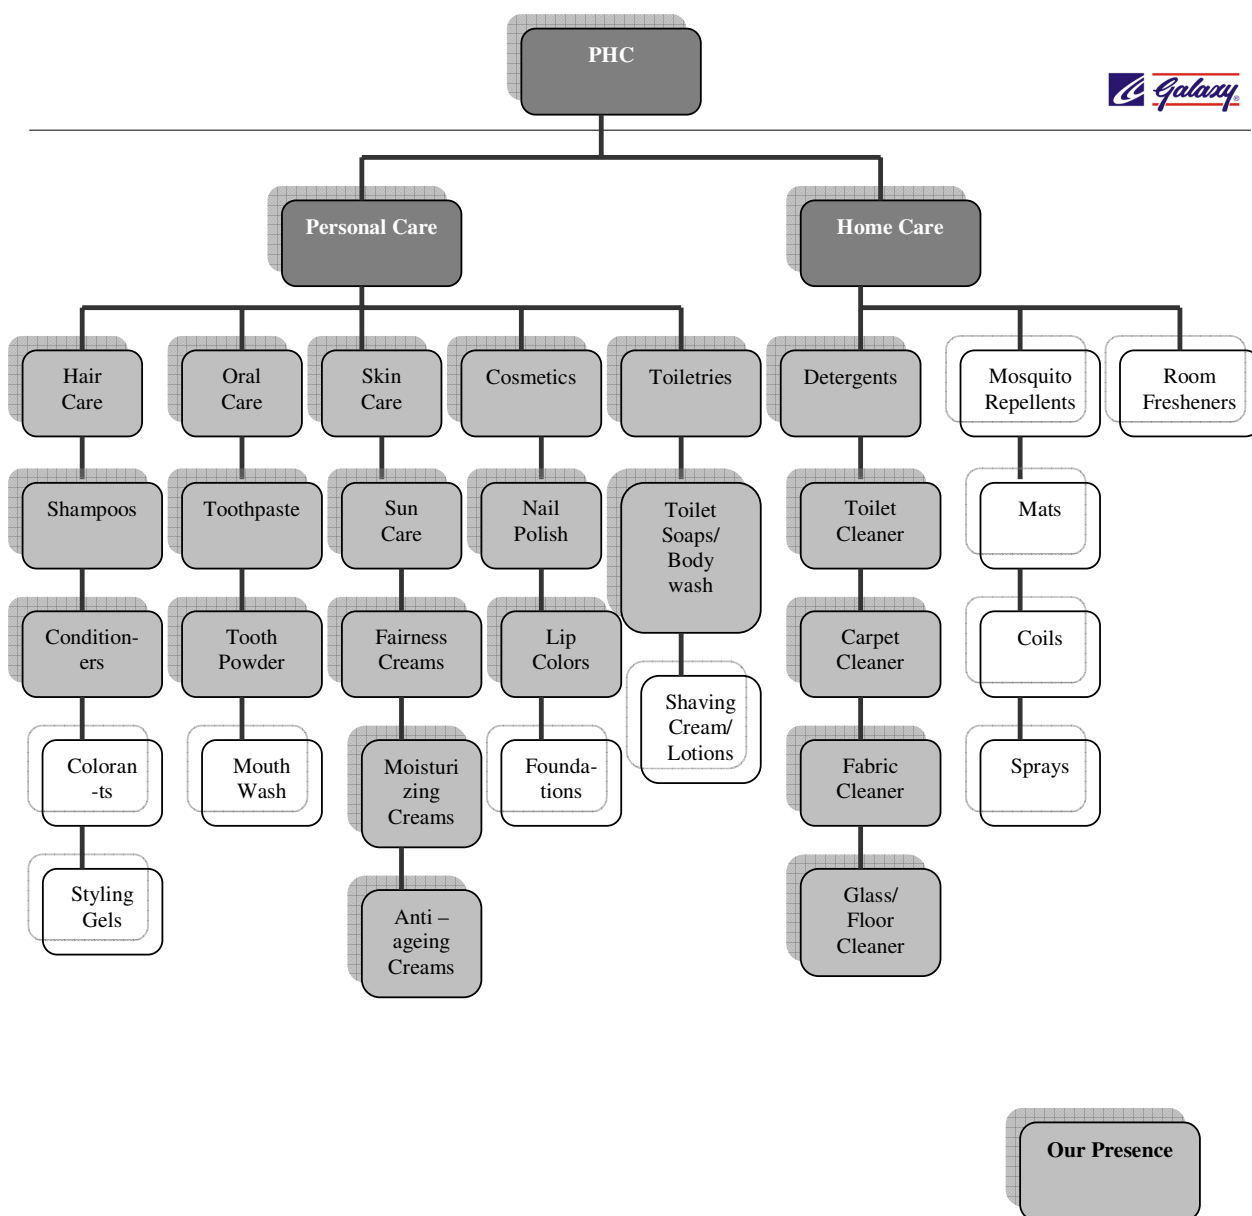 PHC
Galaxy®
Personal Care
Home Care
Hair
Care
Oral
Care
Skin
Care
Cosmetics
Toiletries
Detergents
Mosquito
Repellents
Room
Fresheners
Shampoos
Toothpaste
Sun
Care
Nail
Polish
Toilet
Soaps/
Body
wash
Toilet
Cleaner
Mats
Condition-
ers
Tooth
Powder
Fairness
Creams
Lip
Colors
Shaving
Cream/
Lotions
Carpet
Cleaner
Coils
Coloran
-ts
Mouth
Wash
Moisturi
zing
Creams
Founda-
tions
Fabric
Cleaner
Sprays
Styling
Gels
Anti –
ageing
Creams
Glass/
Floor
Cleaner
Our Presence